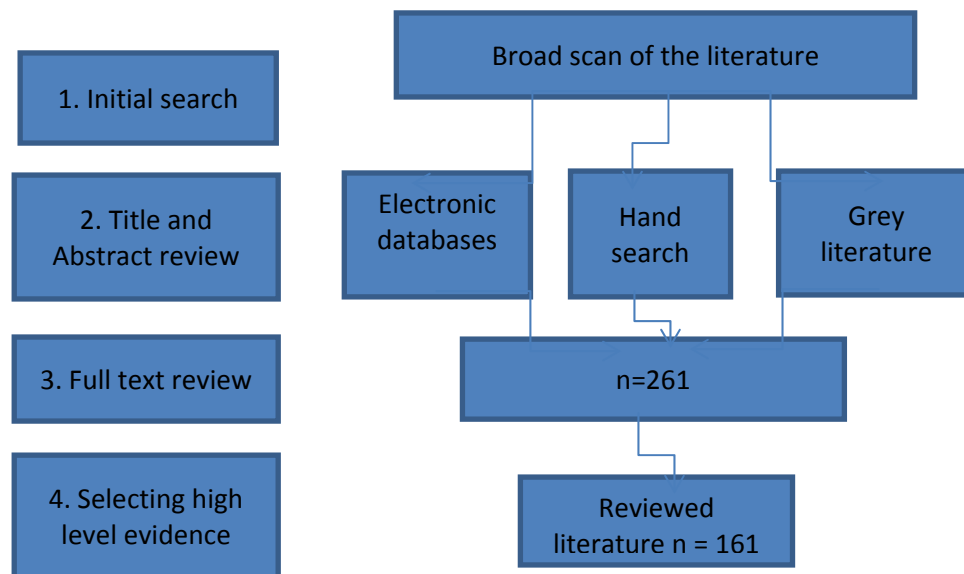 1. Initial search
2. Title and
Abstract review
3. Full text review
4. Selecting high
level evidence
Broad scan of the literature
Electronic
databases
Hand
search
Grey
literature
n=261
Reviewed
literature n = 161